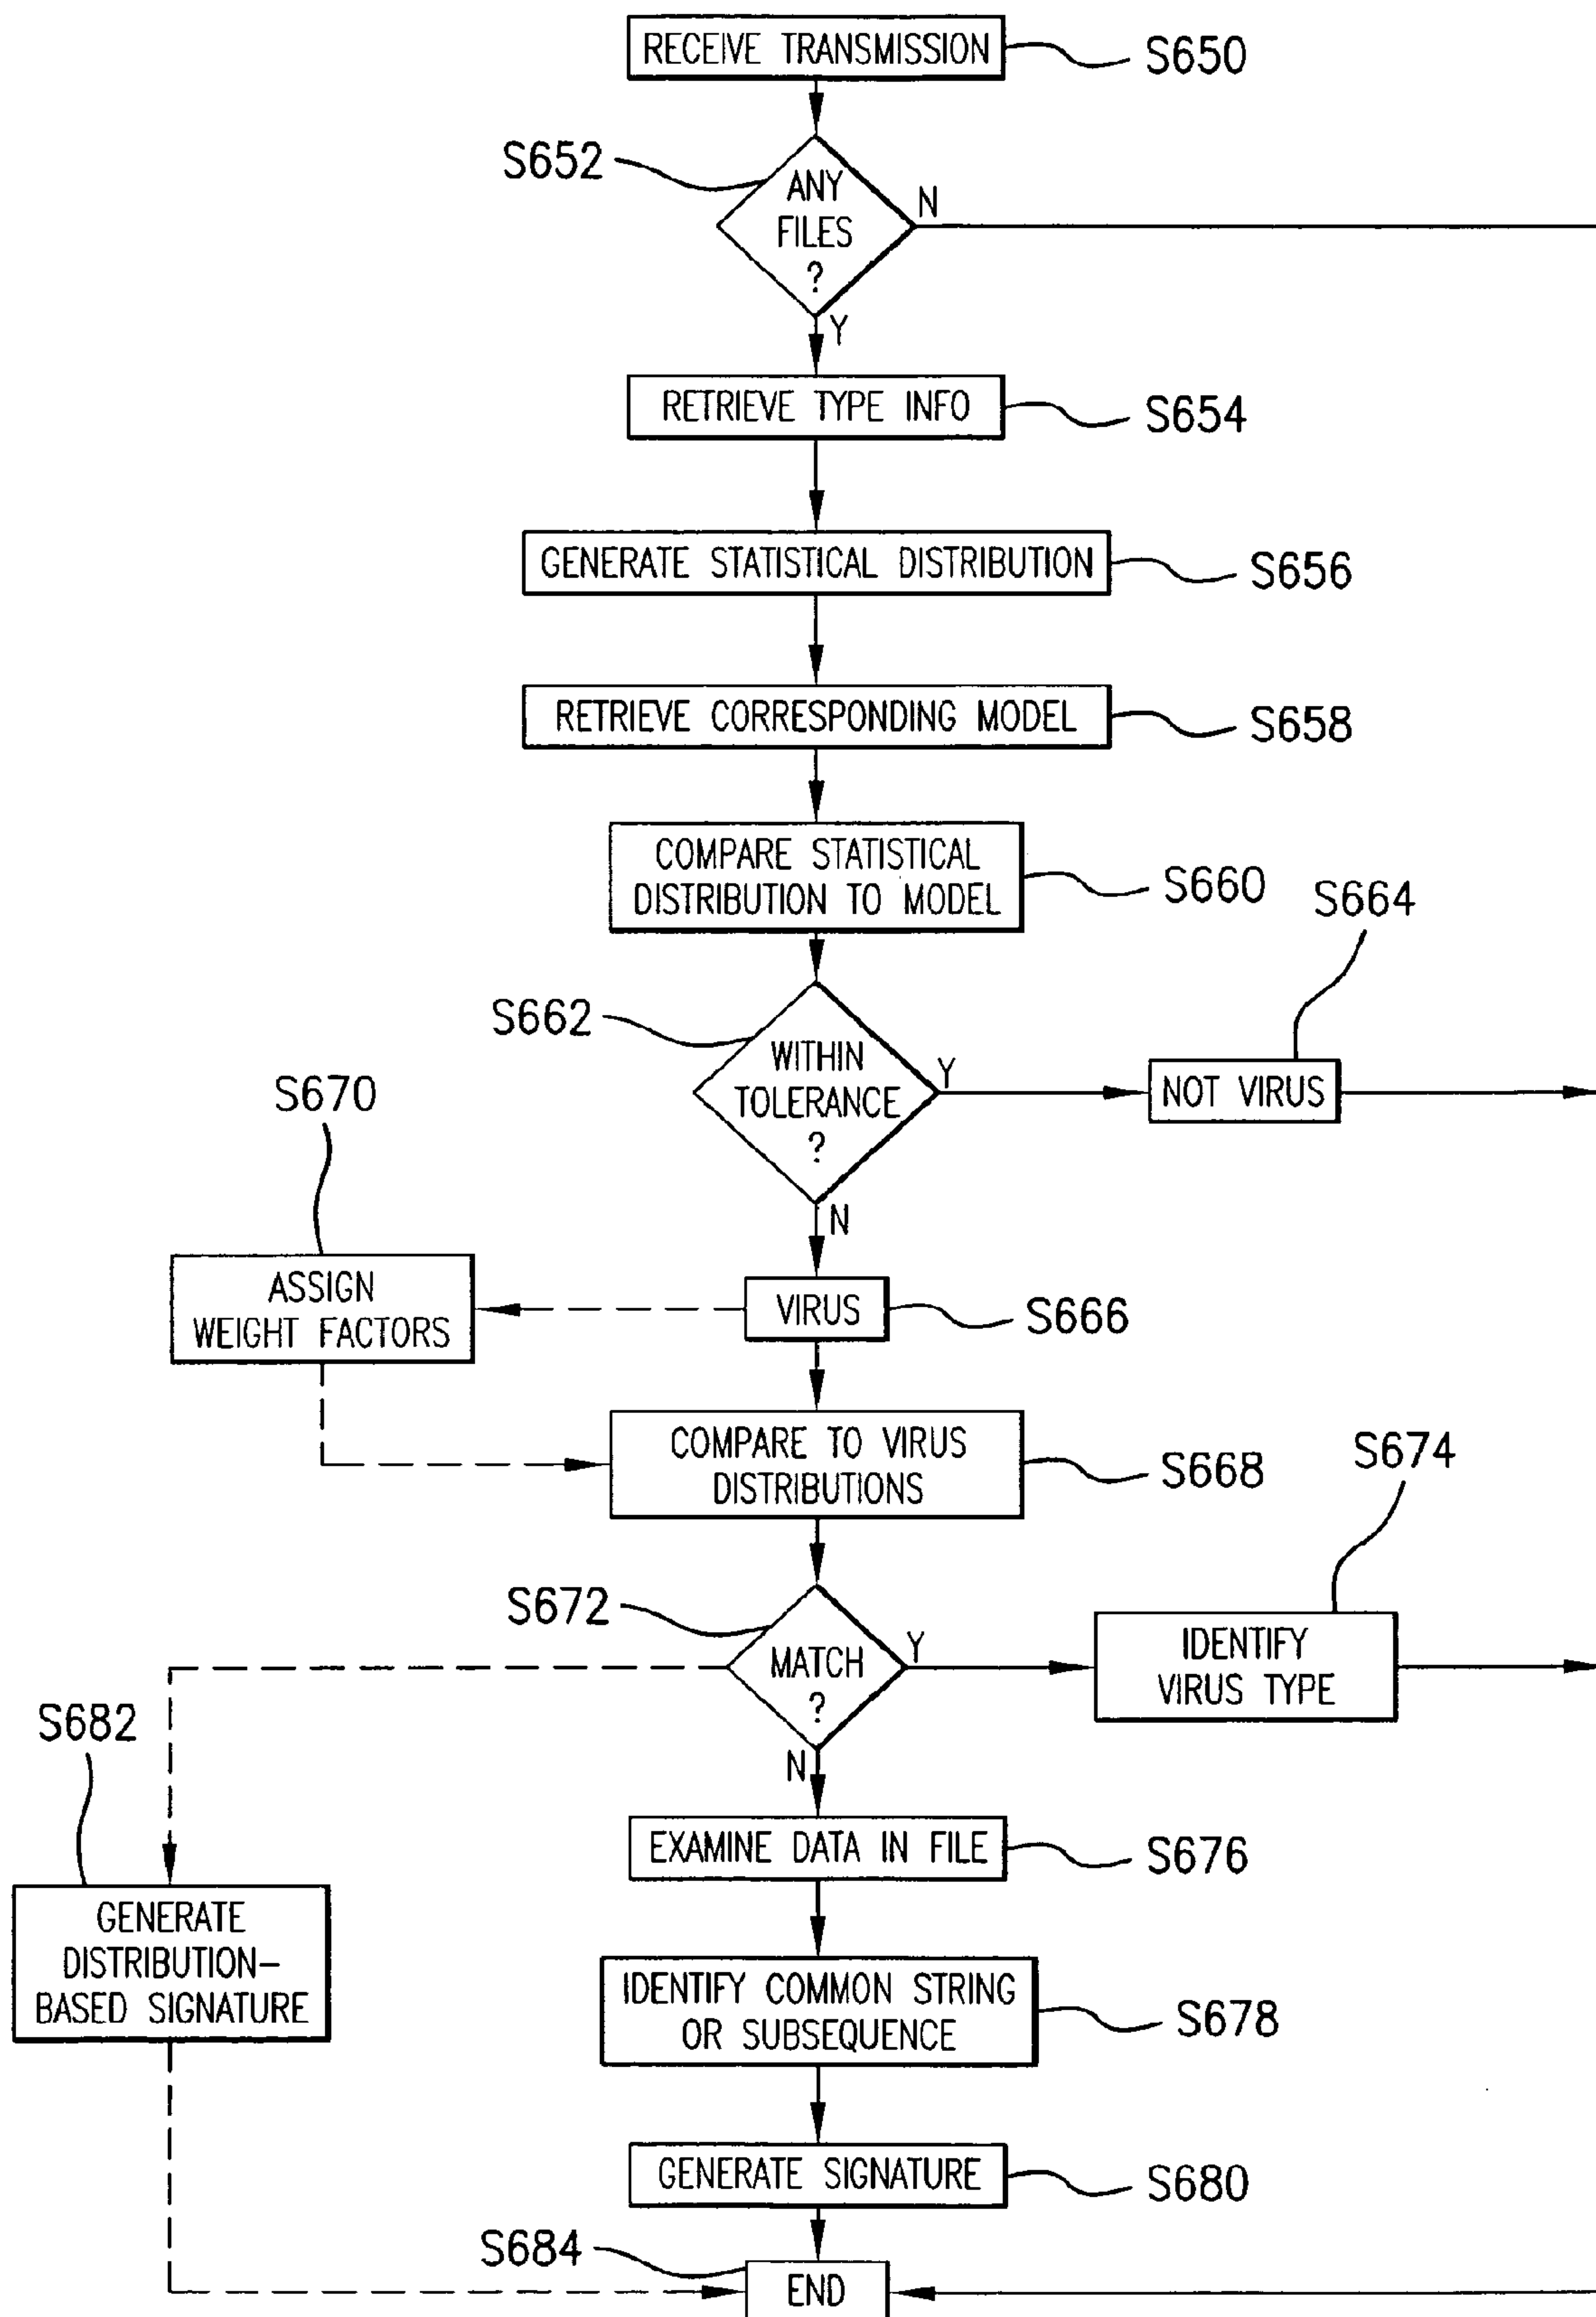 RECEIVE TRANSMISSION
S650
S652
ANY
FILES
?
N
Y
RETRIEVE TYPE INFO
S654
GENERATE STATISTICAL DISTRIBUTION
S656
RETRIEVE CORRESPONDING MODEL
S658
COMPARE STATISTICAL
DISTRIBUTION TO MODEL
S660
S664
S662
WITHIN
TOLERANCE
?
Y
NOT VIRUS
N
S670
ASSIGN
WEIGHT FACTORS
VIRUS
S666
COMPARE TO VIRUS
DISTRIBUTIONS
S668
S674
S672
MATCH
?
Y
IDENTIFY
VIRUS TYPE
N
S682
GENERATE
DISTRIBUTION-
BASED SIGNATURE
EXAMINE DATA IN FILE
S676
IDENTIFY COMMON STRING
OR SUBSEQUENCE
S678
GENERATE SIGNATURE
S680
S684
END